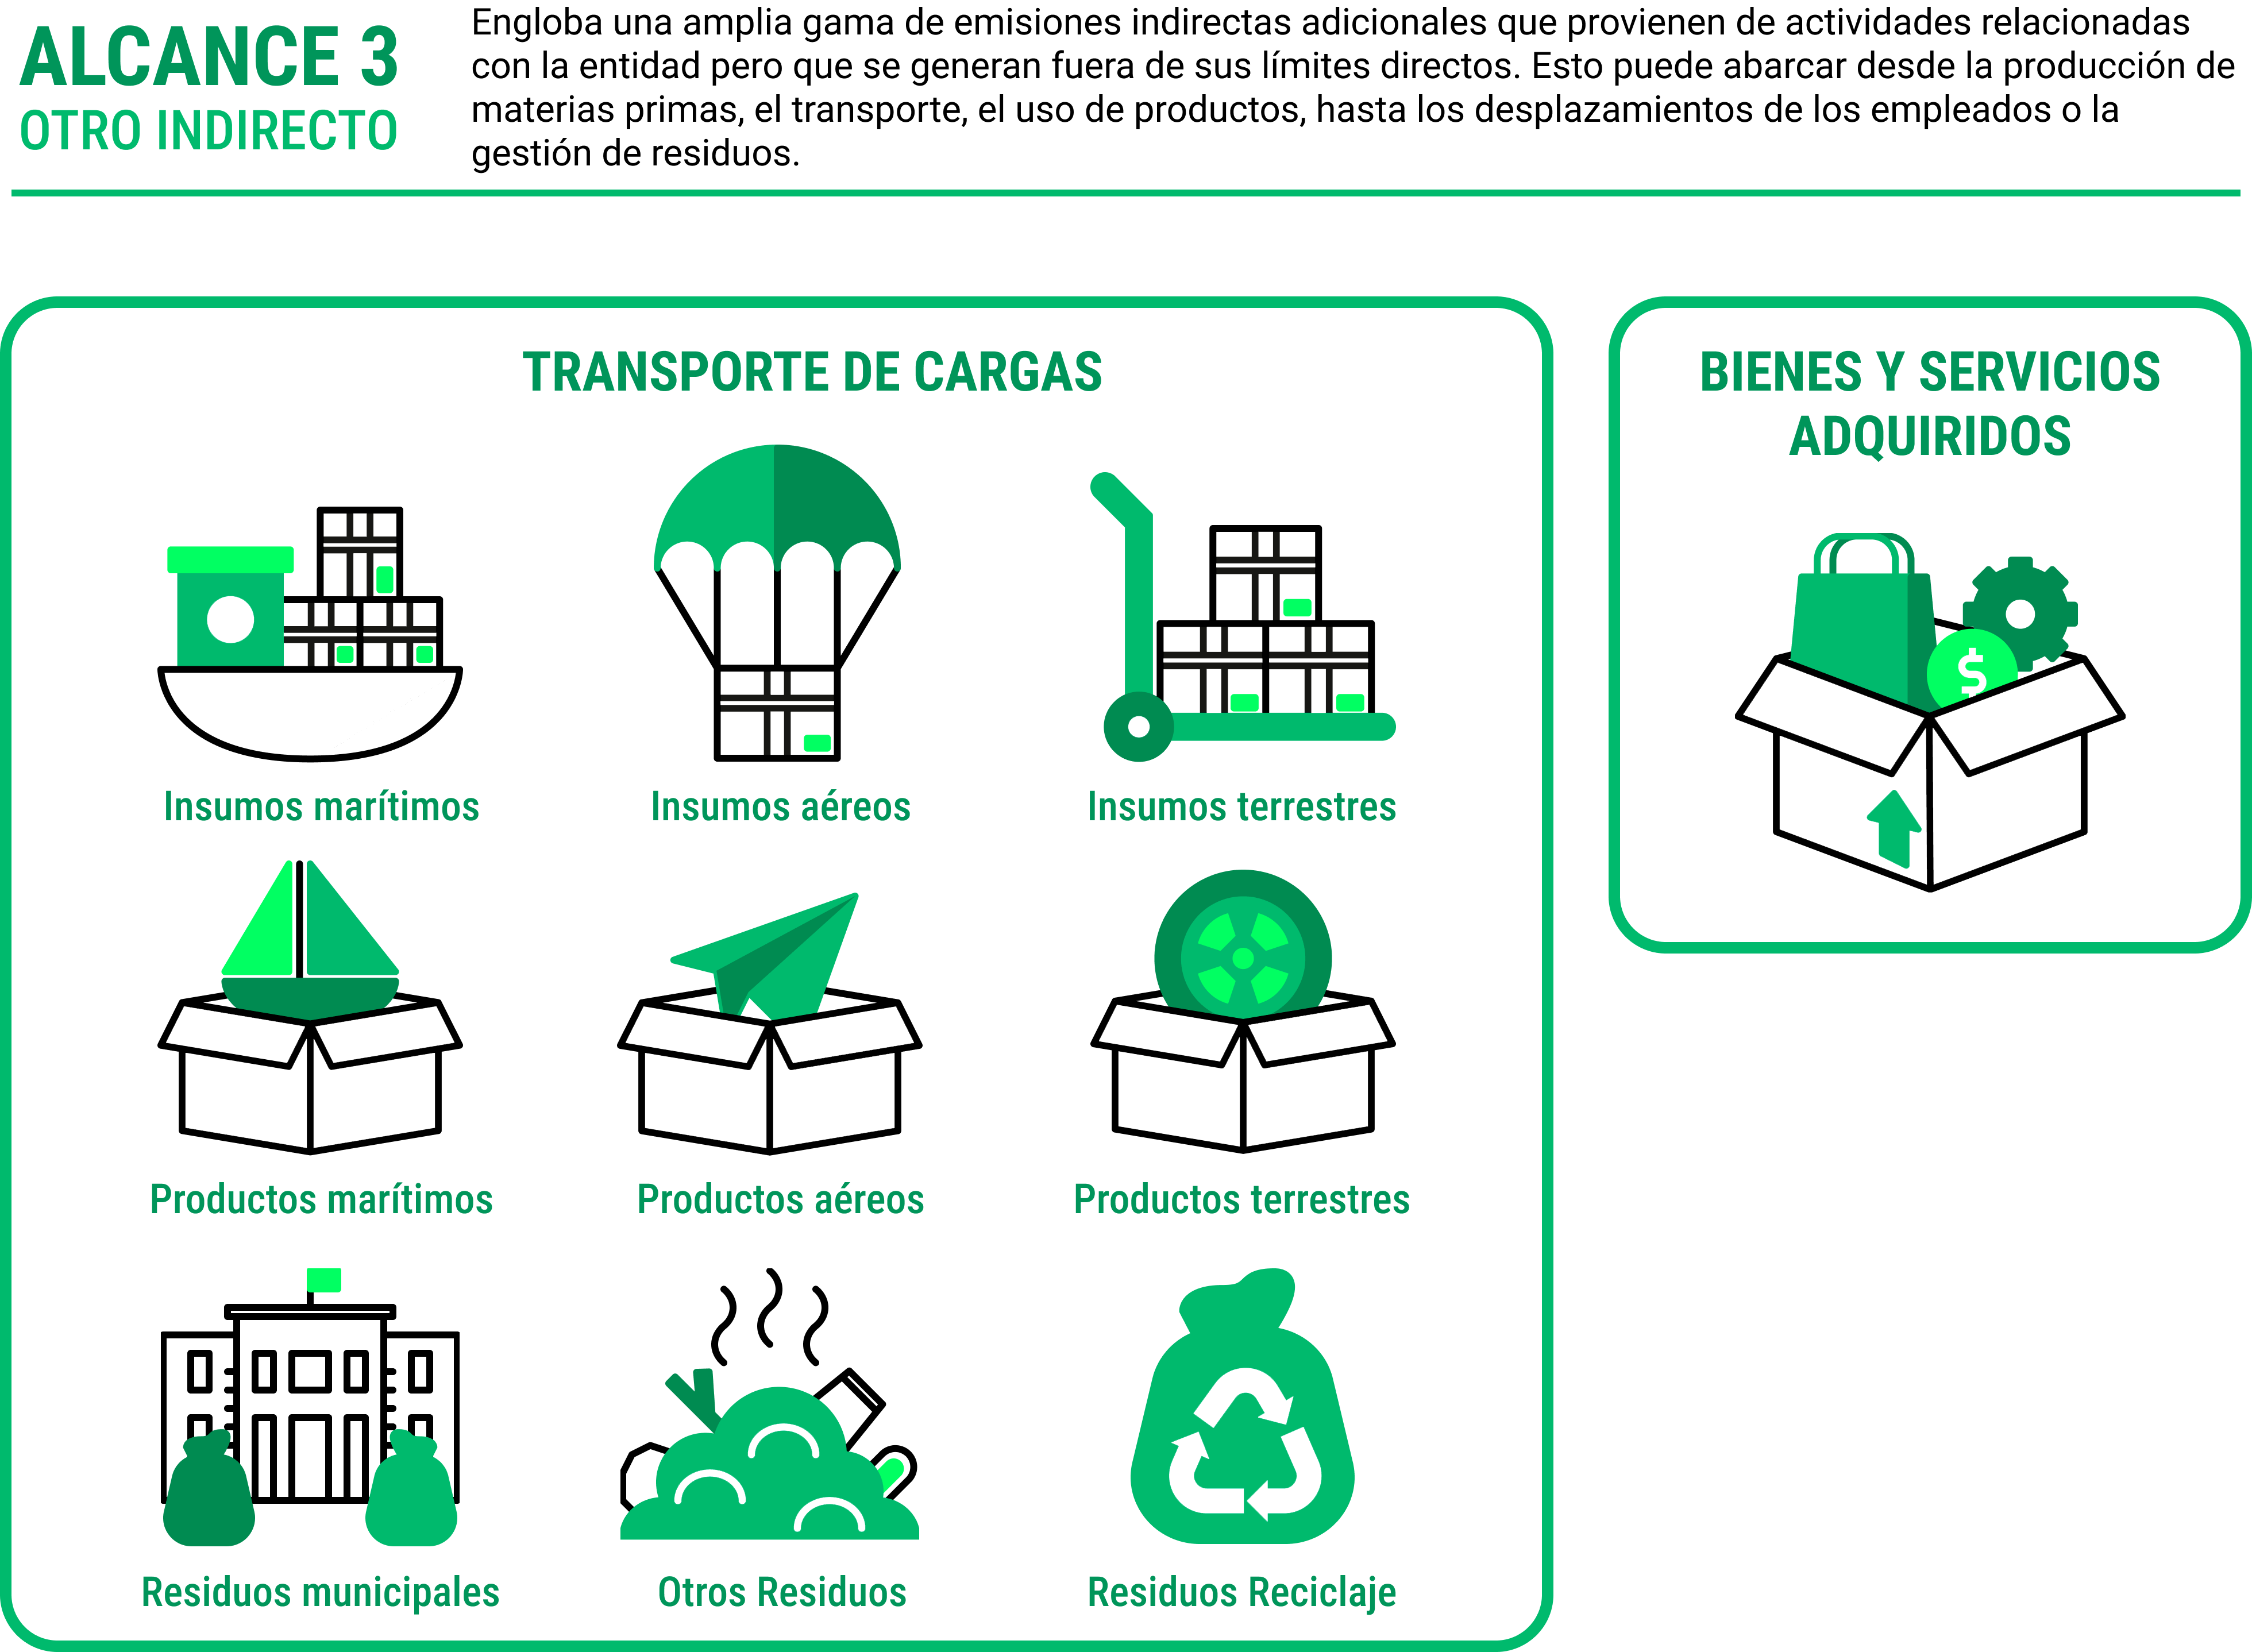 ALCANCE 3
OTRO INDIRECTO
Engloba una amplia gama de emisiones indirectas adicionales que provienen de actividades relacionadas
con la entidad pero que se generan fuera de sus límites directos. Esto puede abarcar desde la producción de
materias primas, el transporte, el uso de productos, hasta los desplazamientos de los empleados o la
gestión de residuos.
TRANSPORTE DE CARGAS
Insumos marítimos
Insumos aéreos
Insumos terrestres
Productos marítimos
Productos aéreos
Productos terrestres
Residuos municipales
Otros Residuos
Residuos Reciclaje
BIENES Y SERVICIOS
ADQUIRIDOS
$